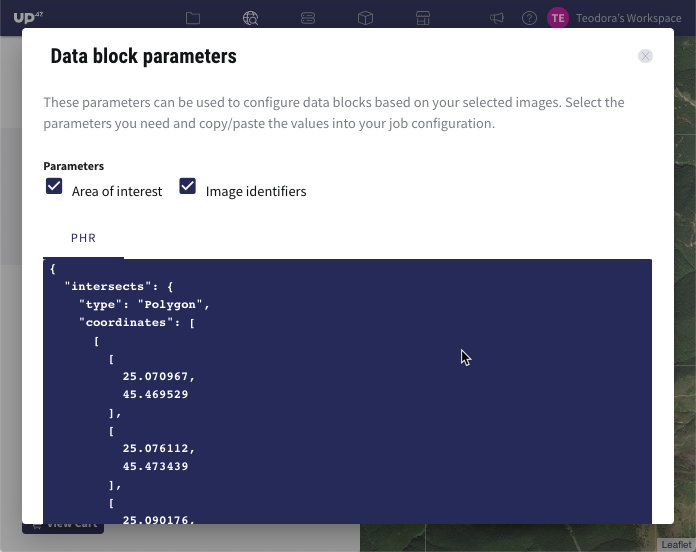 up42
TE Teodora's Workspace
Data block parameters
These parameters can be used to configure data blocks based on your selected images. Select the
parameters you need and copy/paste the values into your job configuration.
Parameters
Area of interest Image identifiers
PHR
{
"intersects": {
"type": "Polygon",
"coordinates": [
[
[
25.070967,
45.469529
],
[
25.076112,
45.473439
],
[
25.090176,
View Cart
Leaflet